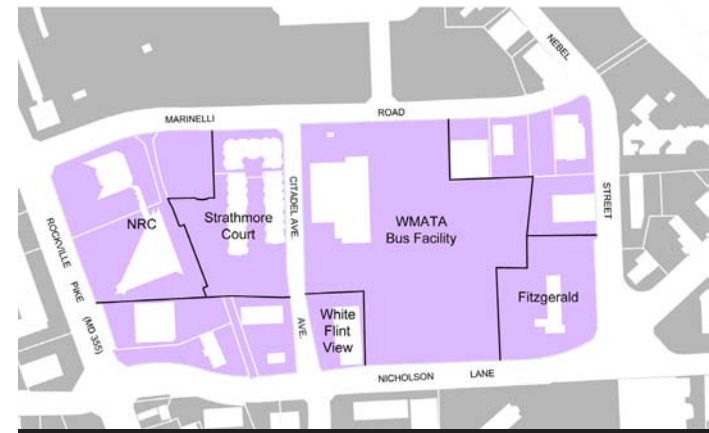 NEBEL
STREET
MARINELLI
ROAD
CITADEL AVE.
AVE.
NRC
Strathmore
Court
WMATA
Bus Facility
ROCKVILLE PIKE (MD 355)
White
Flint
View
Fitzgerald
NICHOLSON
LANE